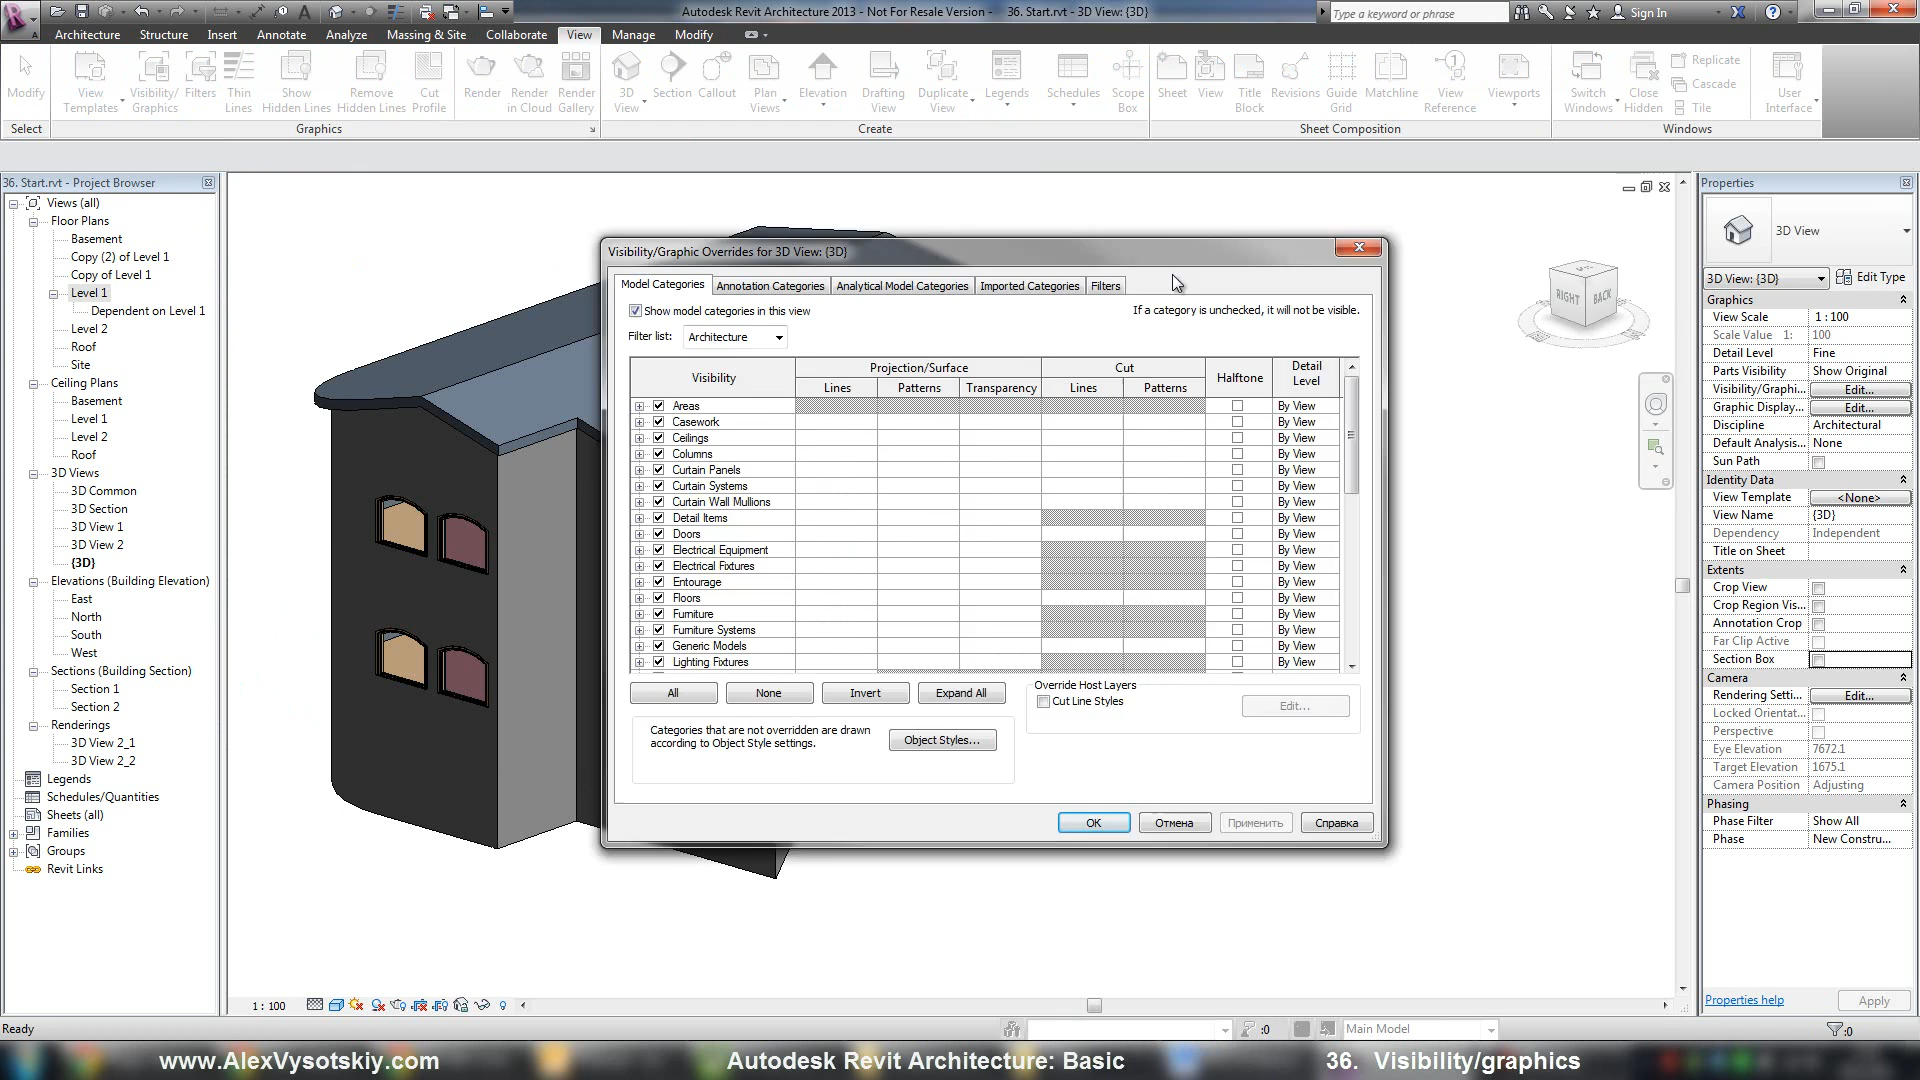 Autodesk Revit Architecture 2013 - Not For Resale Version - 36. Start.rvt - 3D View: {3D}
Type a keyword or phrase
Sign In
Architecture Structure Insert Annotate Analyze Massing & Site Collaborate View Manage Modify
Modify
View Templates
Visibility/ Graphics
Filters
Thin Lines
Show Hidden Lines
Remove Hidden Lines
Cut Profile
Render
Render in Cloud
Render Gallery
3D View
Section
Callout
Plan Views
Elevation
Drafting View
Duplicate View
Legends
Schedules
Scope Box
Sheet
View
Title Block
Revisions
Guide Grid
Matchline
View Reference
Viewports
Switch Windows
Close Hidden
Replicate
Cascade
Tile
User Interface
Select Graphics Create Sheet Composition Windows
36. Start.rvt - Project Browser
Views (all)
Floor Plans
Basement
Copy (2) of Level 1
Copy of Level 1
Level 1
Dependent on Level 1
Level 2
Roof
Site
Ceiling Plans
Basement
Level 1
Level 2
Roof
3D Views
3D Common
3D Section
3D View 1
3D View 2
{3D}
Elevations (Building Elevation)
East
North
South
West
Sections (Building Section)
Section 1
Section 2
Renderings
3D View 2_1
3D View 2_2
Legends
Schedules/Quantities
Sheets (all)
Families
Groups
Revit Links
Visibility/Graphic Overrides for 3D View: {3D}
Model Categories Annotation Categories Analytical Model Categories Imported Categories Filters
Show model categories in this view
If a category is unchecked, it will not be visible.
Filter list: Architecture
Visibility Projection/Surface Cut Halftone Detail Level
Lines Patterns Transparency Lines Patterns
Areas By View
Casework By View
Ceilings By View
Columns By View
Curtain Panels By View
Curtain Systems By View
Curtain Wall Mullions By View
Detail Items By View
Doors By View
Electrical Equipment By View
Electrical Fixtures By View
Entourage By View
Floors By View
Furniture By View
Furniture Systems By View
Generic Models By View
Lighting Fixtures By View
All None Invert Expand All
Override Host Layers
Cut Line Styles
Edit...
Categories that are not overridden are drawn
according to Object Style settings.
Object Styles...
OK Отмена Применить Справка
RIGHT BACK
Properties
3D View
3D View: {3D} Edit Type
Graphics
View Scale 1 : 100
Scale Value 1: 100
Detail Level Fine
Parts Visibility Show Original
Visibility/Graphi... Edit...
Graphic Display... Edit...
Discipline Architectural
Default Analysis... None
Sun Path
Identity Data
View Template <None>
View Name {3D}
Dependency Independent
Title on Sheet
Extents
Crop View
Crop Region Vis...
Annotation Crop
Far Clip Active
Section Box
Camera
Rendering Setti... Edit...
Locked Orientat...
Perspective
Eye Elevation 7672.1
Target Elevation 1675.1
Camera Position Adjusting
Phasing
Phase Filter Show All
Phase New Constru...
Properties help Apply
1 : 100
Ready
:0
Main Model
:0
www.AlexVysotskiy.com Autodesk Revit Architecture: Basic 36. Visibility/graphics